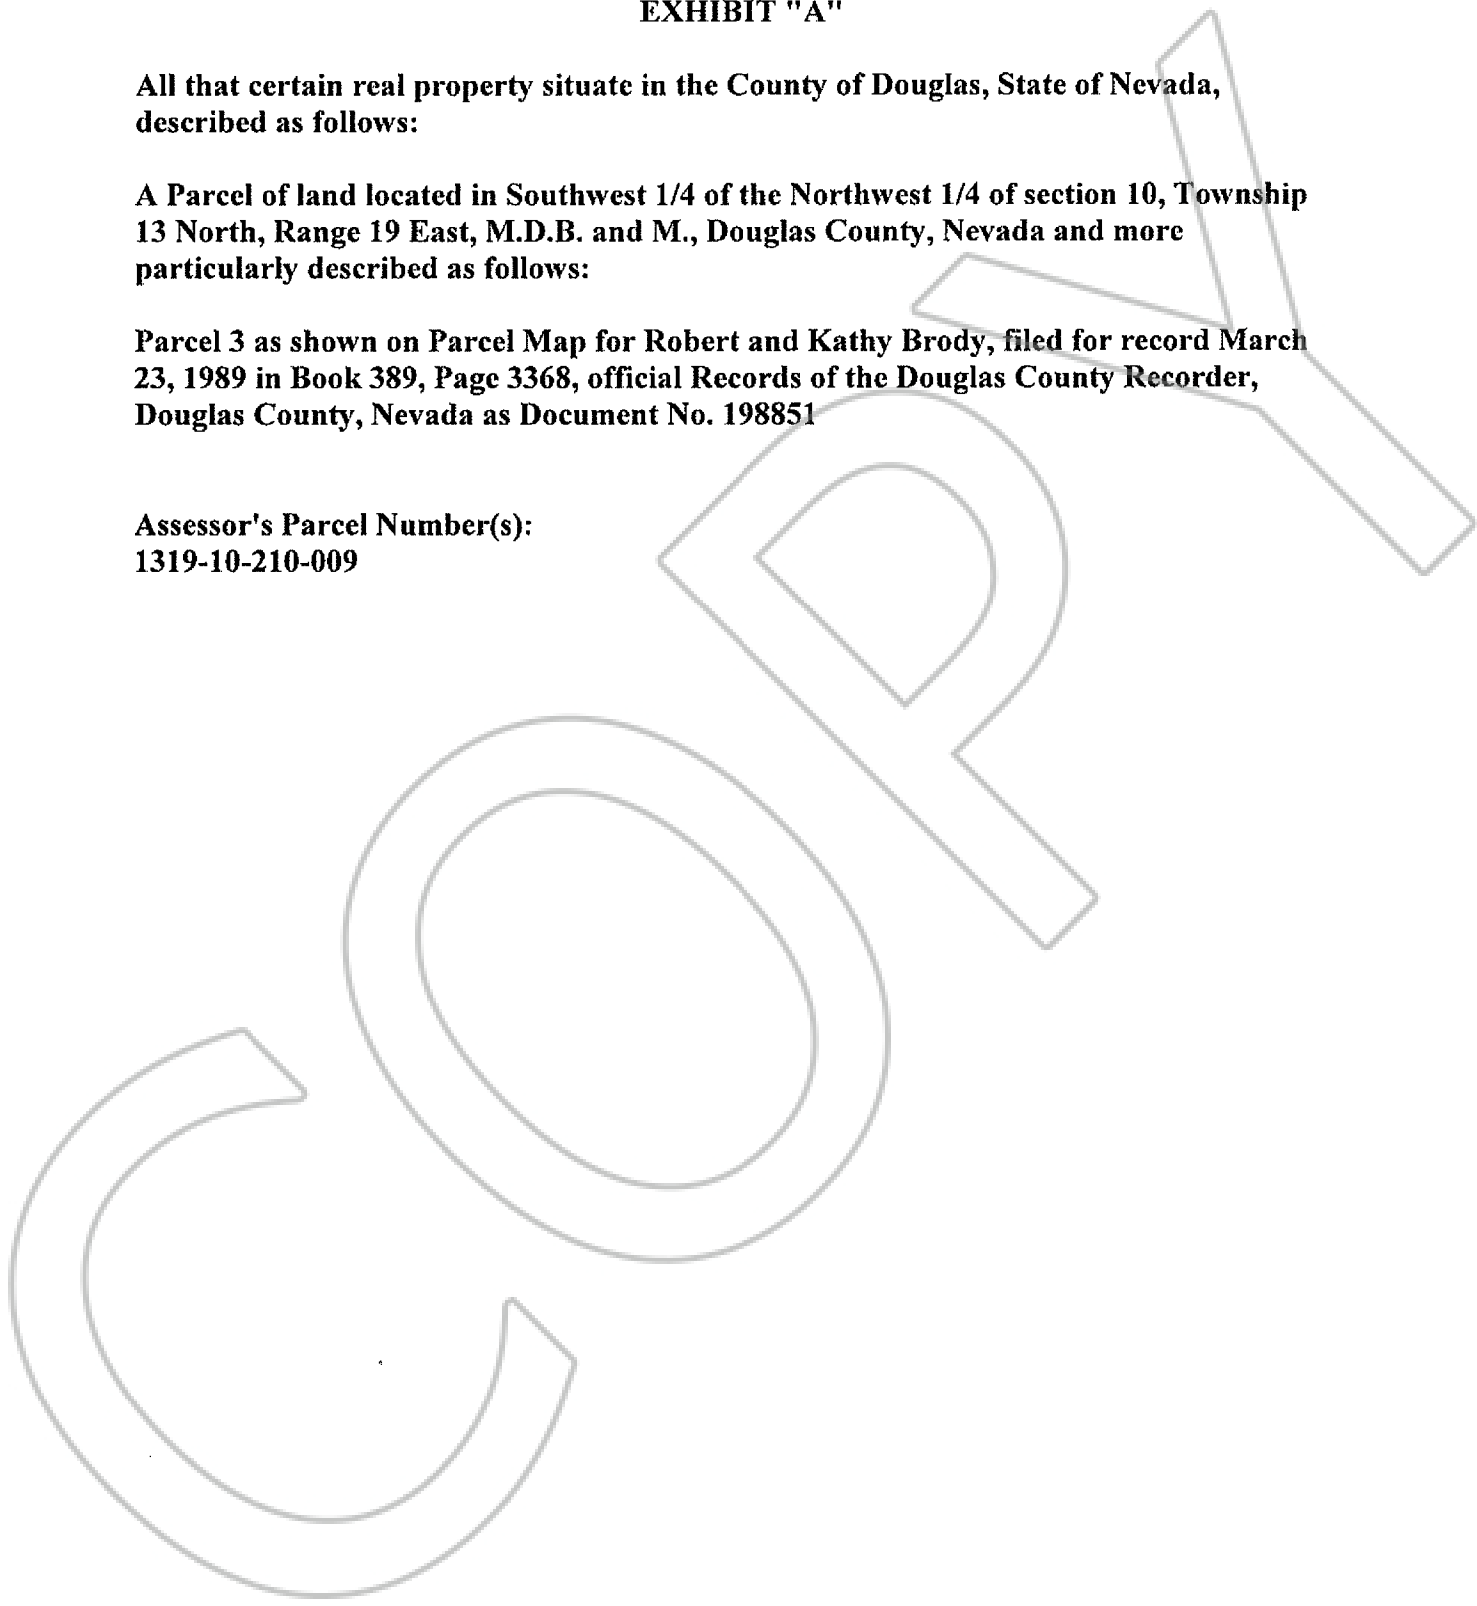 EXHIBIT "A"
All that certain real property situate in the County of Douglas, State of Nevada,
described as follows:
A Parcel of land located in Southwest 1/4 of the Northwest 1/4 of section 10, Township
13 North, Range 19 East, M.D.B. and M., Douglas County, Nevada and more
particularly described as follows:
Parcel 3 as shown on Parcel Map for Robert and Kathy Brody, filed for record March
23, 1989 in Book 389, Page 3368, official Records of the Douglas County Recorder,
Douglas County, Nevada as Document No. 198851
Assessor's Parcel Number(s):
1319-10-210-009
COPY